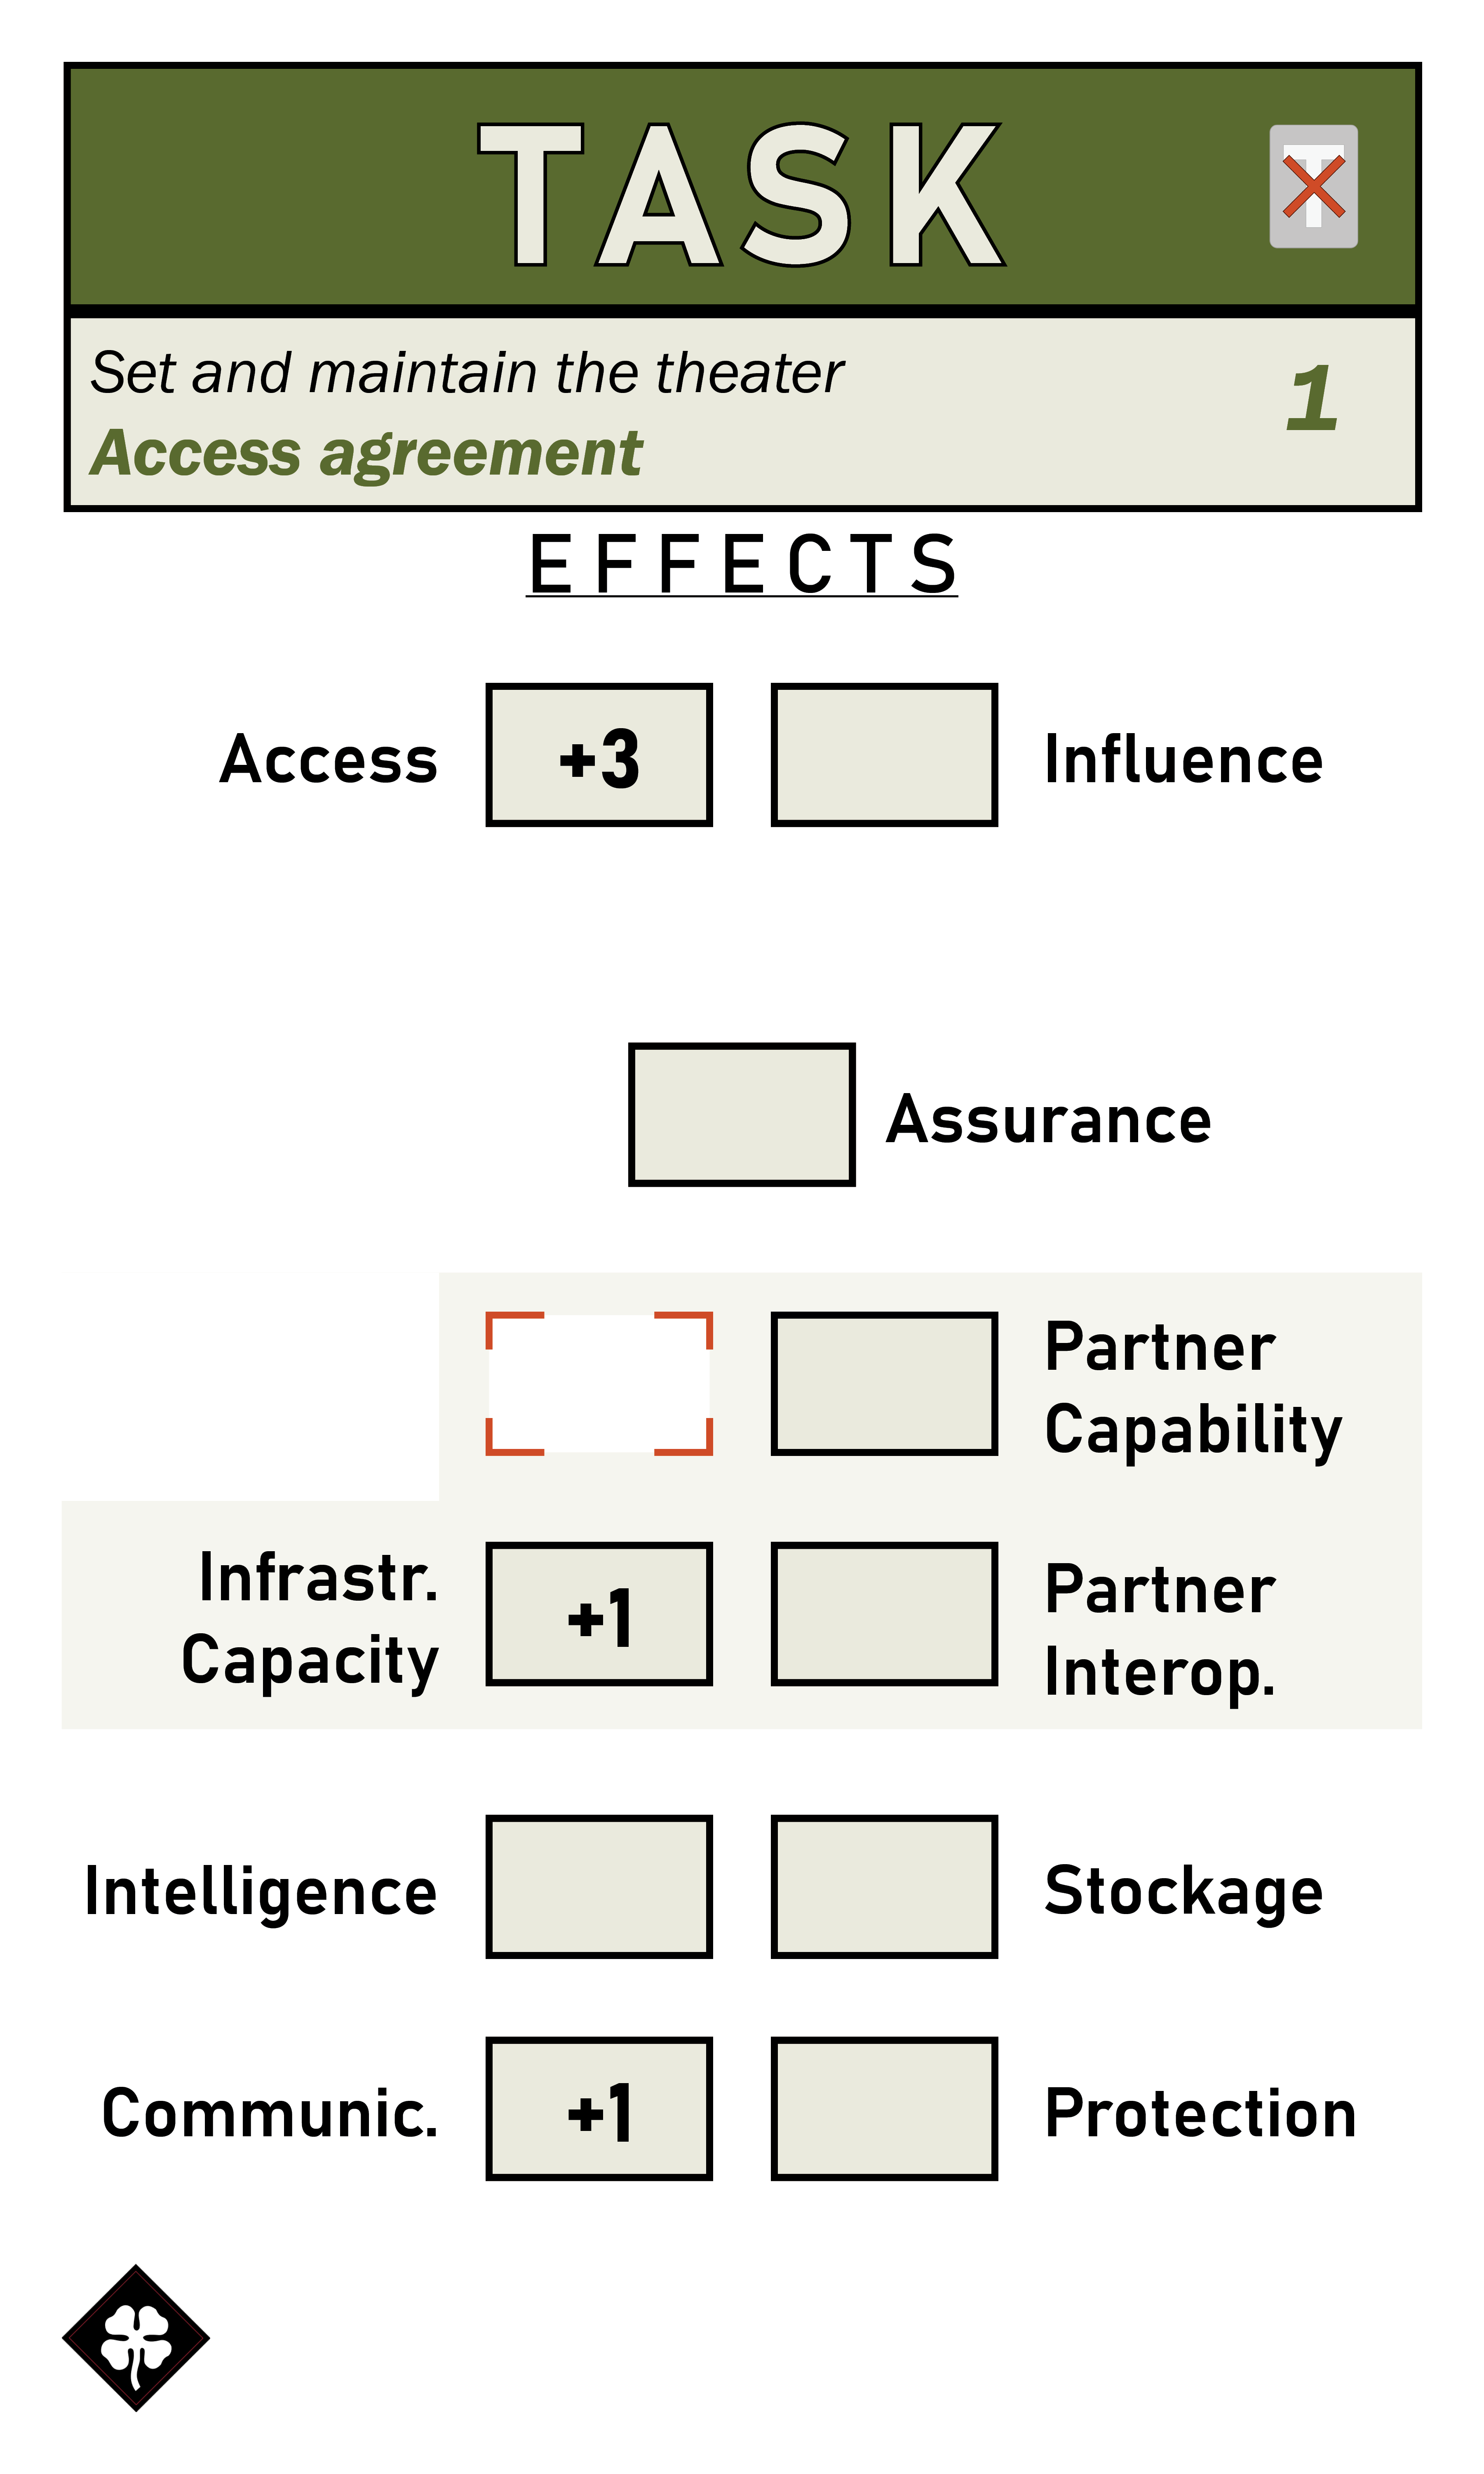 TASK
T
Set and maintain the theater
Access agreement
1
EFFECTS
Access +3 Influence
Assurance
Partner
Capability
Infrastr.
Capacity
+1
Partner
Interop.
Intelligence Stockage
Communic. +1 Protection